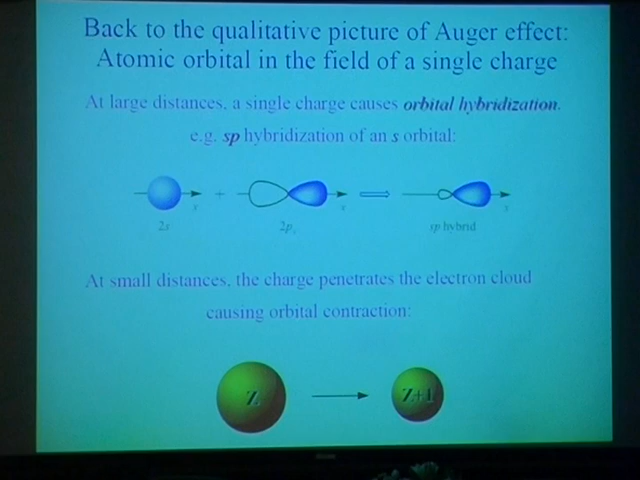 Back to the qualitative picture of Auger effect:
Atomic orbital in the field of a single charge
At large distances, a single charge causes orbital hybridization.
e.g. sp hybridization of an s orbital:
+
x x x
2s 2pₓ sp hybrid
At small distances, the charge penetrates the electron cloud
causing orbital contraction:
Z Z+1